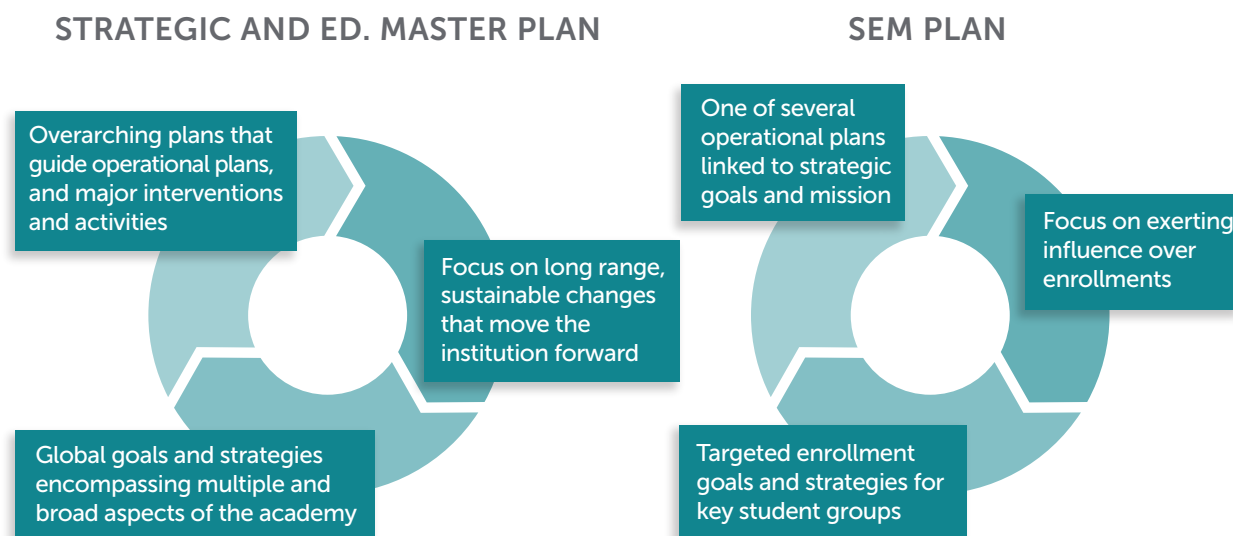 STRATEGIC AND ED. MASTER PLAN
Overarching plans that
guide operational plans,
and major interventions
and activities
Focus on long range,
sustainable changes
that move the
institution forward
Global goals and strategies
encompassing multiple and
broad aspects of the academy
SEM PLAN
One of several
operational plans
linked to strategic
goals and mission
Focus on exerting
influence over
enrollments
Targeted enrollment
goals and strategies for
key student groups